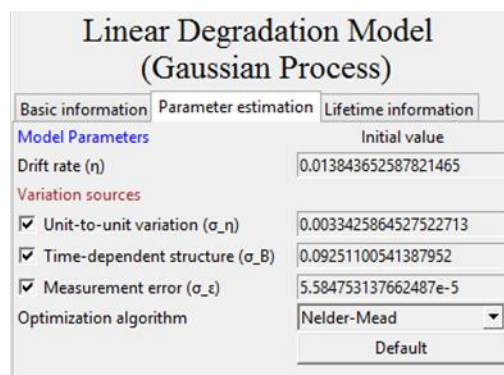 Linear Degradation Model
(Gaussian Process)
Basic information Parameter estimation Lifetime information
Model Parameters Initial value
Drift rate (η) 0.013843652587821465
Variation sources
Unit-to-unit variation (σ_η) 0.0033425864527522713
Time-dependent structure (σ_B) 0.09251100541387952
Measurement error (σ_ε) 5.584753137662487e-5
Optimization algorithm Nelder-Mead
Default